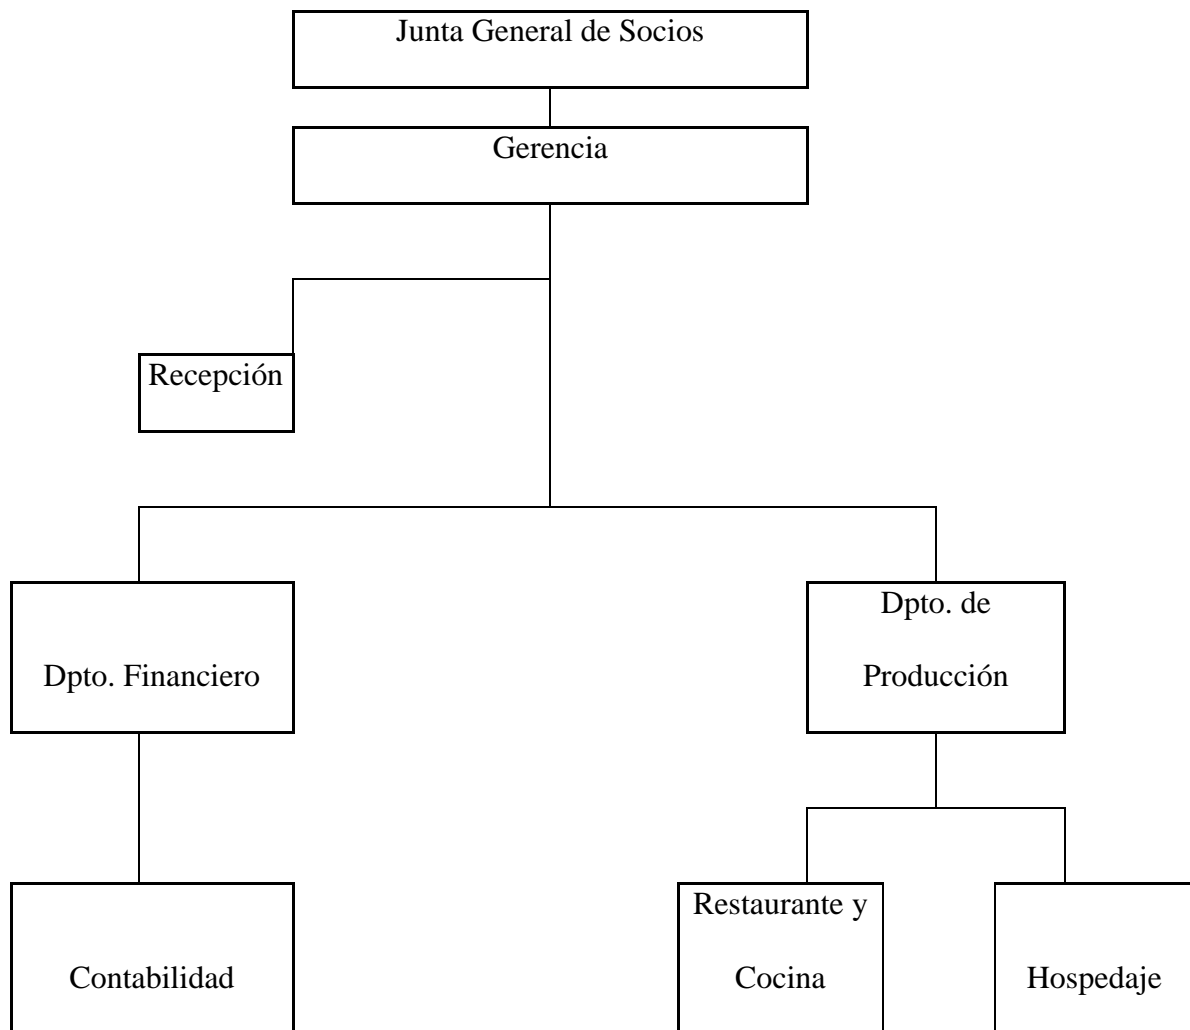 Junta General de Socios
Gerencia
Recepción
Dpto. Financiero
Dpto. de
Producción
Contabilidad
Restaurante y
Cocina
Hospedaje